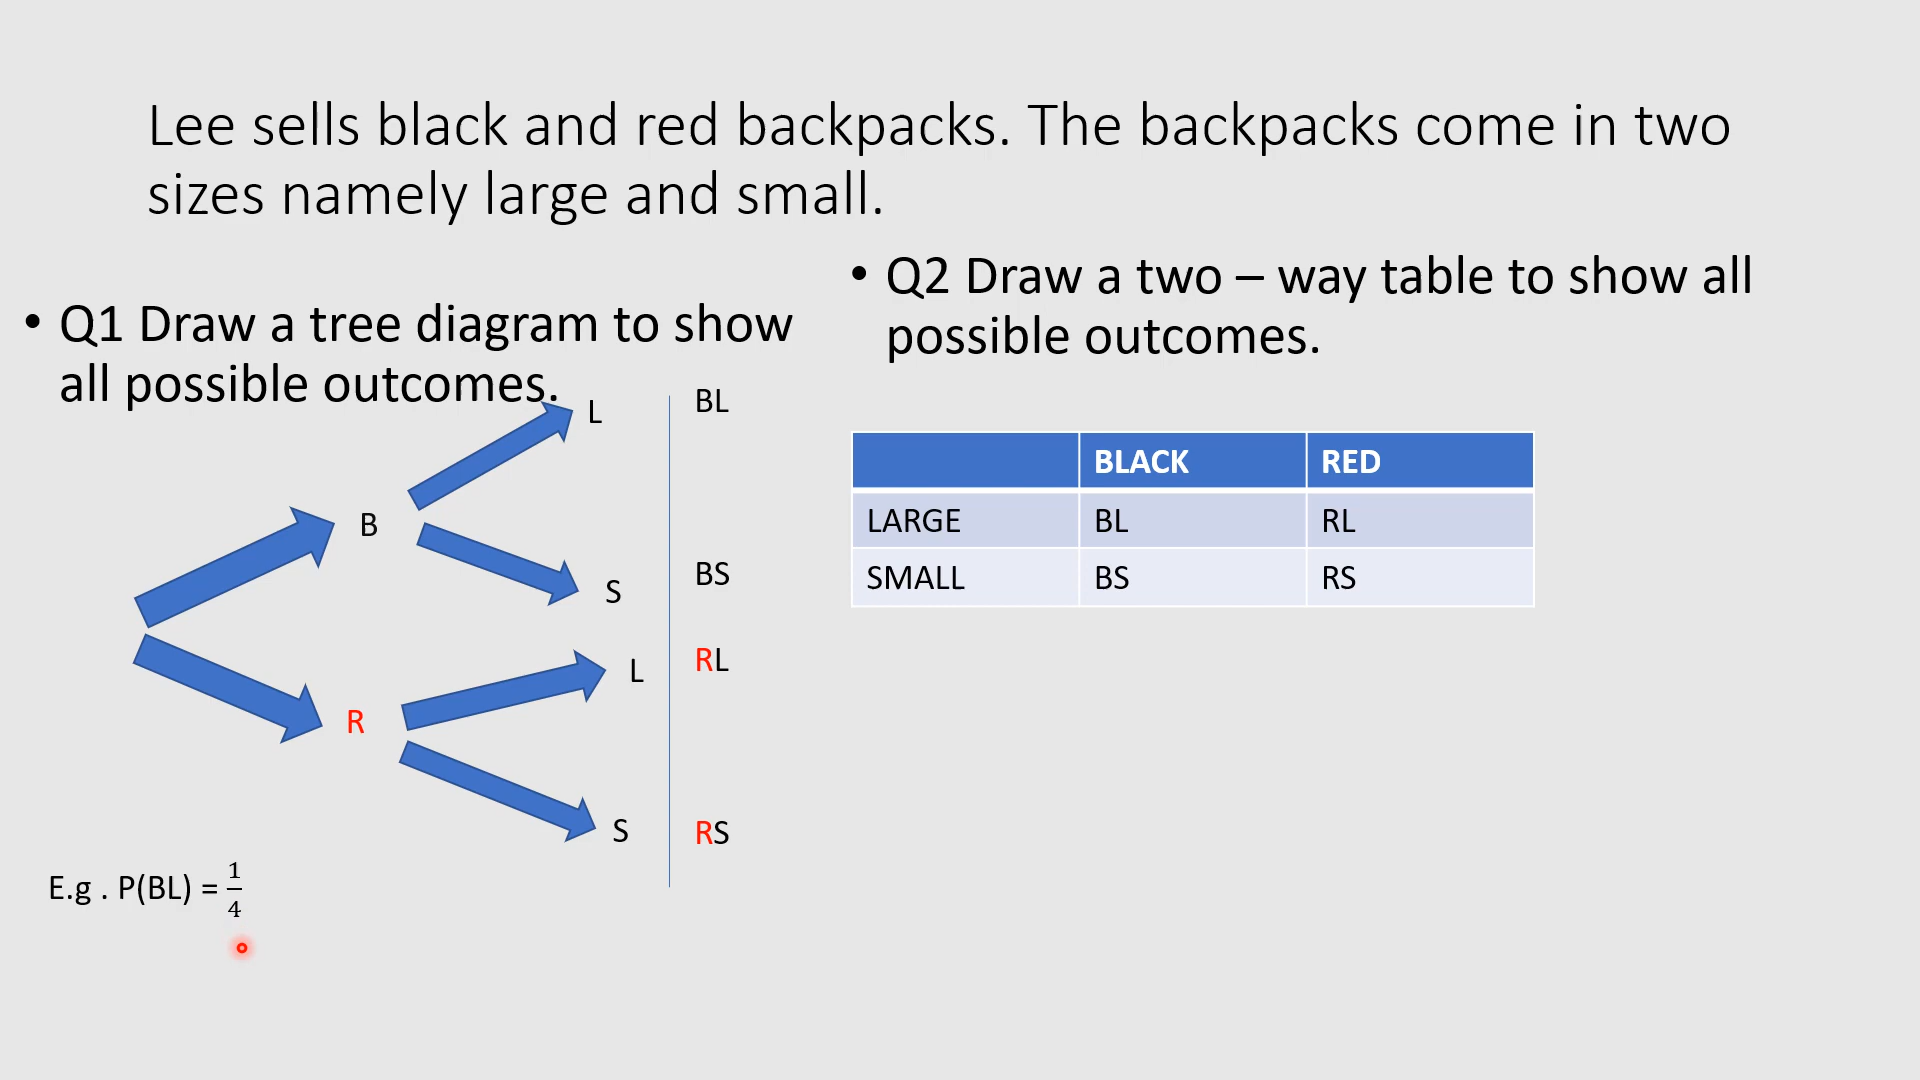 Lee sells black and red backpacks. The backpacks come in two
sizes namely large and small.
• Q1 Draw a tree diagram to show
all possible outcomes.
L
BL
B
S
BS
L
RL
R
S
RS
E.g . P(BL) = 1/4
• Q2 Draw a two – way table to show all
possible outcomes.
BLACK RED
LARGE BL RL
SMALL BS RS